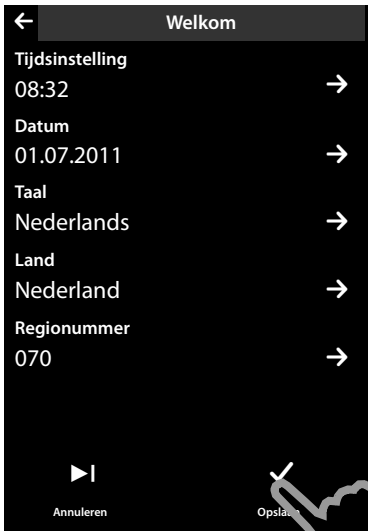 Welkom
Tijdsinstelling
08:32
Datum
01.07.2011
Taal
Nederlands
Land
Nederland
Regionummer
070
Annuleren